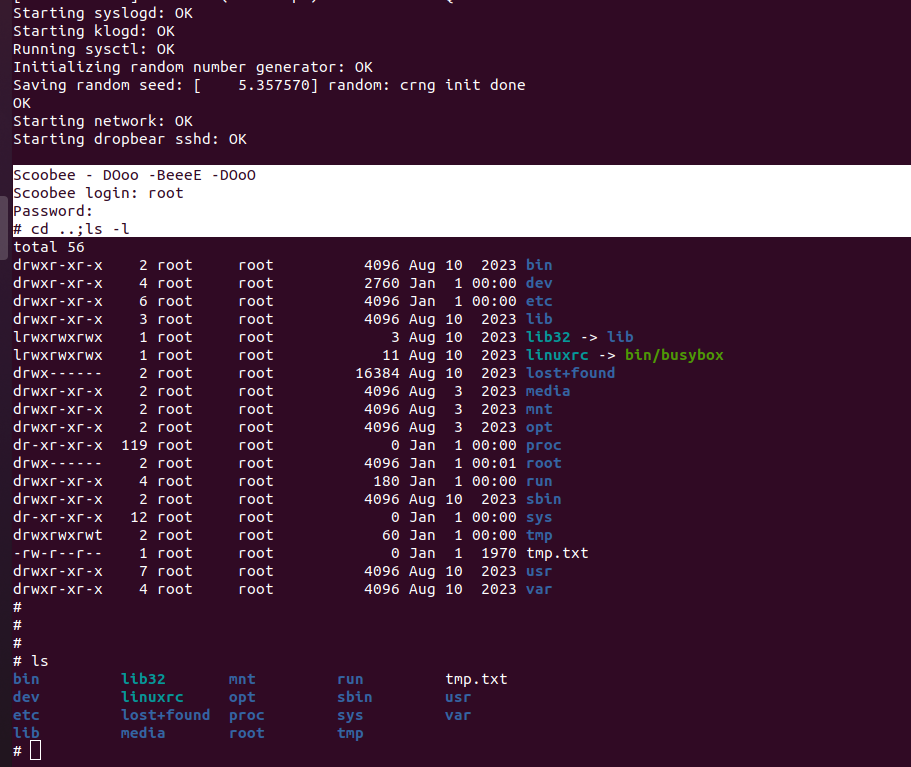 Starting syslogd: OK
Starting klogd: OK
Running sysctl: OK
Initializing random number generator: OK
Saving random seed: [    5.357570] random: crng init done
OK
Starting network: OK
Starting dropbear sshd: OK
Scoobee - DOoo -BeeeE -DOoO
Scoobee login: root
Password:
# cd ..;ls -l
total 56
drwxr-xr-x    2 root     root          4096 Aug 10  2023 bin
drwxr-xr-x    4 root     root          2760 Jan  1 00:00 dev
drwxr-xr-x    6 root     root          4096 Jan  1 00:00 etc
drwxr-xr-x    3 root     root          4096 Aug 10  2023 lib
lrwxrwxrwx    1 root     root             3 Aug 10  2023 lib32 -> lib
lrwxrwxrwx    1 root     root            11 Aug 10  2023 linuxrc -> bin/busybox
drwx------    2 root     root         16384 Aug 10  2023 lost+found
drwxr-xr-x    2 root     root          4096 Aug  3  2023 media
drwxr-xr-x    2 root     root          4096 Aug  3  2023 mnt
drwxr-xr-x    2 root     root          4096 Aug  3  2023 opt
dr-xr-xr-x  119 root     root             0 Jan  1 00:00 proc
drwx------    2 root     root          4096 Jan  1 00:01 root
drwxr-xr-x    4 root     root           180 Jan  1 00:00 run
drwxr-xr-x    2 root     root          4096 Aug 10  2023 sbin
dr-xr-xr-x   12 root     root             0 Jan  1 00:00 sys
drwxrwxrwt    2 root     root            60 Jan  1 00:00 tmp
-rw-r--r--    1 root     root             0 Jan  1  1970 tmp.txt
drwxr-xr-x    7 root     root          4096 Aug 10  2023 usr
drwxr-xr-x    4 root     root          4096 Aug 10  2023 var
#
#
#
# ls
bin         lib32       mnt         run         tmp.txt
dev         linuxrc     opt         sbin        usr
etc         lost+found  proc        sys         var
lib         media       root        tmp
#